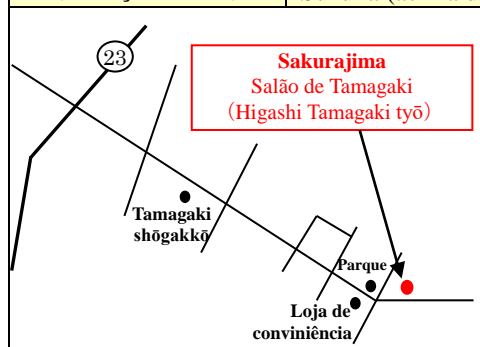 23
Sakurajima
Salão de Tamagaki
(Higashi Tamagaki tyō)
Tamagaki
shōgakkō
Parque
Loja de
conviniência